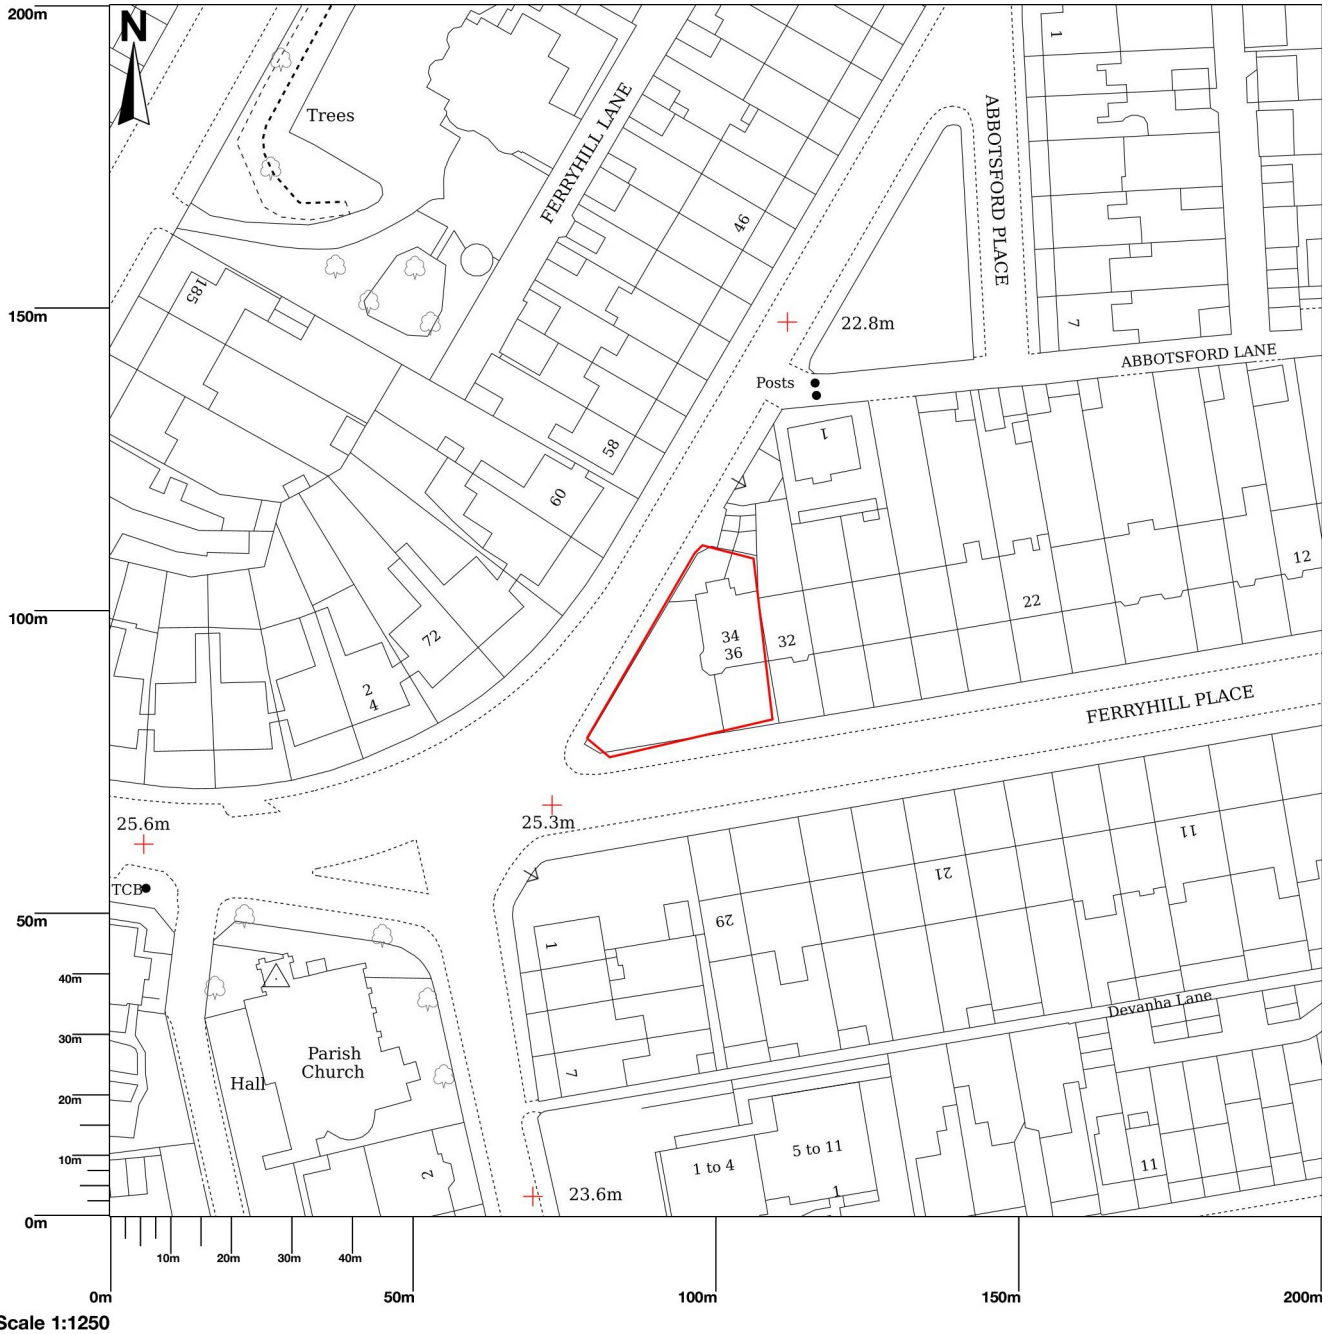 200m
N
1
Trees
FERRYHILL LANE
ABBOTSFORD PLACE
46
185
150m
22.8m
7
ABBOTSFORD LANE
Posts
1
58
60
12
22
100m
34
36
32
72
2
4
FERRYHILL PLACE
25.6m
25.3m
11
21
TCB
50m
29
1
40m
Devanha Lane
30m
Parish
Church
7
Hall
20m
5 to 11
10m
1 to 4
11
2
1
23.6m
0m
10m
20m
30m
40m
0m
50m
100m
150m
200m
Scale 1:1250